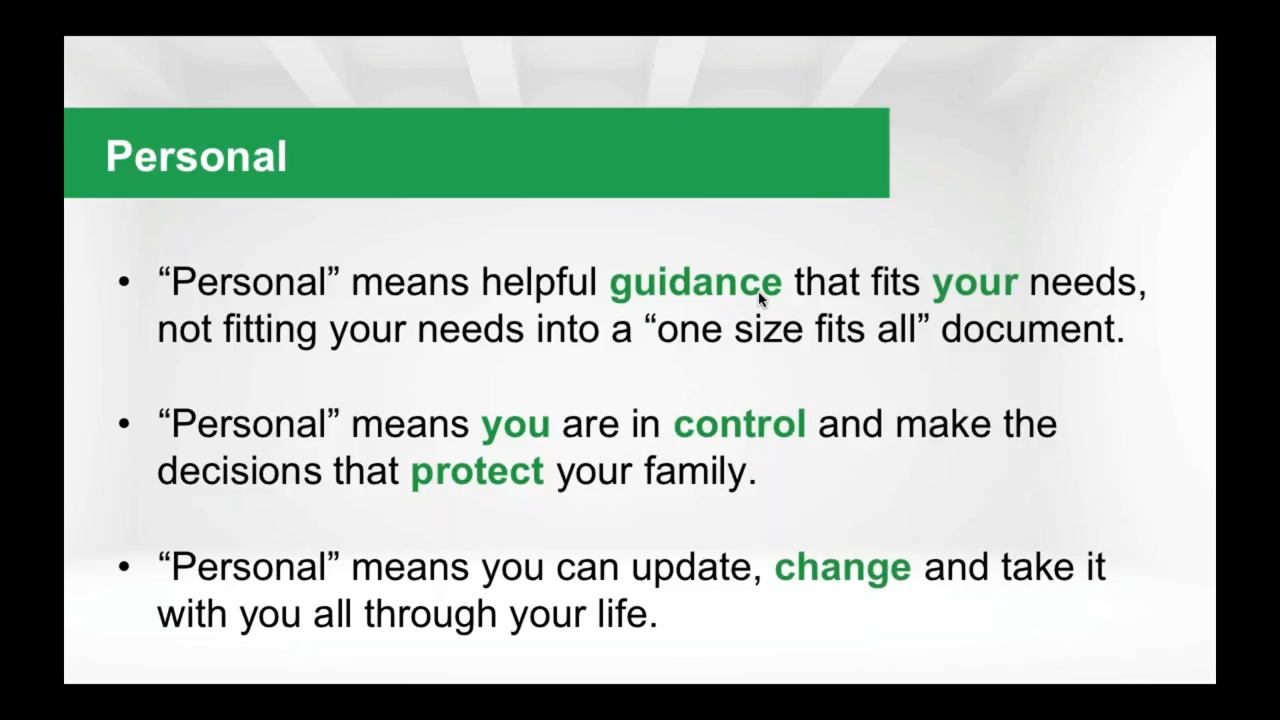 Personal
• “Personal” means helpful guidance that fits your needs,
not fitting your needs into a “one size fits all” document.
• “Personal” means you are in control and make the
decisions that protect your family.
• “Personal” means you can update, change and take it
with you all through your life.